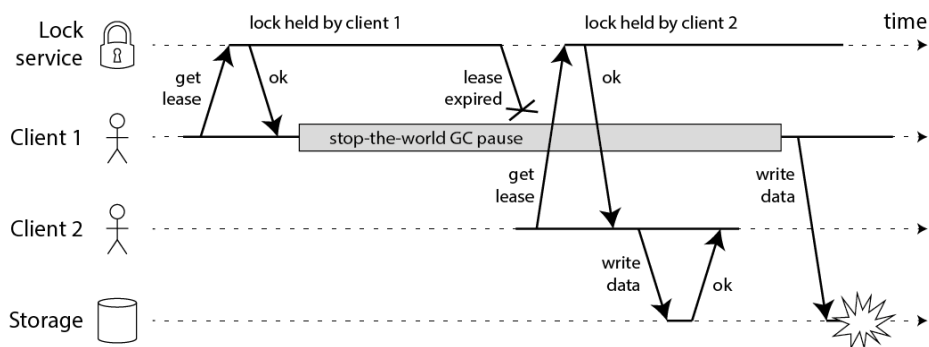 lock held by client 1
lock held by client 2
time
Lock
service
get
lease
ok
lease
expired
ok
Client 1
stop-the-world GC pause
get
lease
write
data
Client 2
write
data
ok
Storage